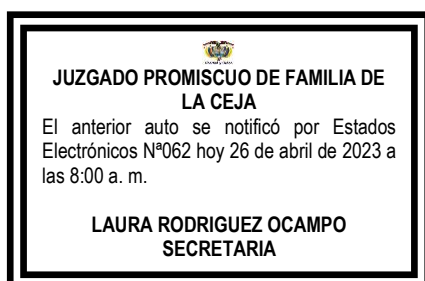 JUZGADO PROMISCUO DE FAMILIA DE
LA CEJA
El anterior auto se notificó por Estados
Electrónicos Nª062 hoy 26 de abril de 2023 a
las 8:00 a. m.
LAURA RODRIGUEZ OCAMPO
SECRETARIA